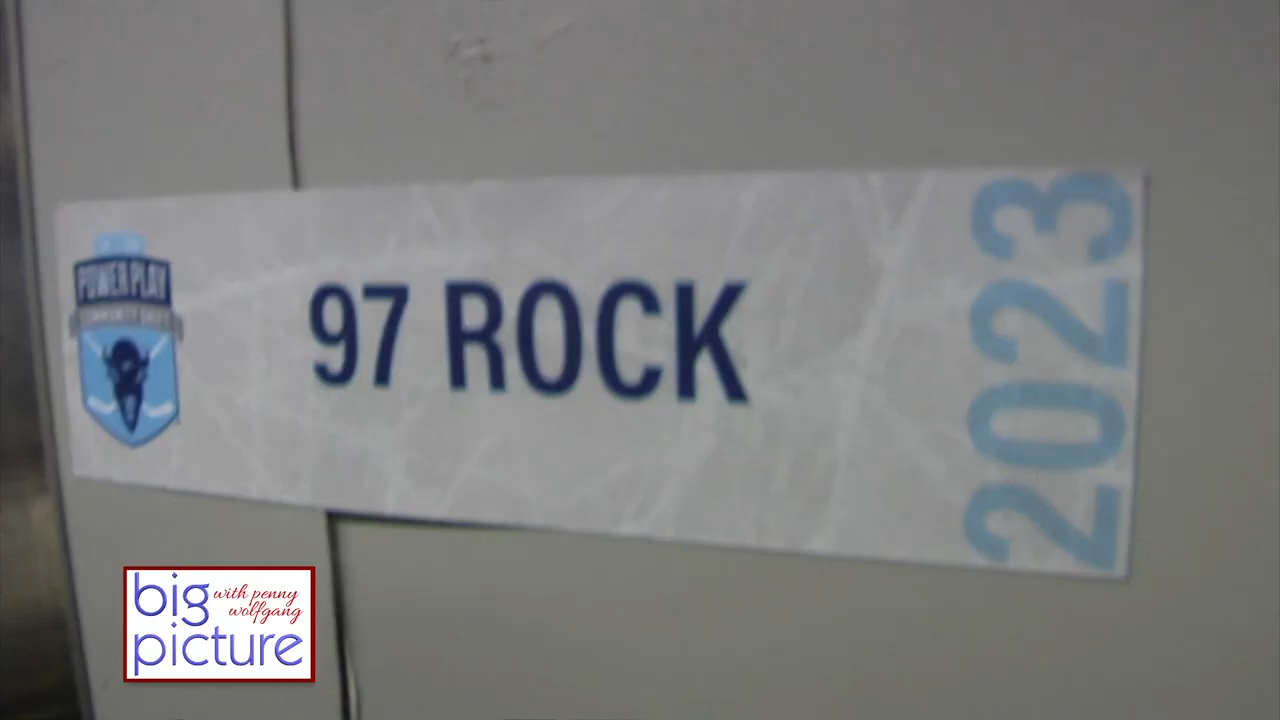 POWER PLAY
97 ROCK
2023
big with penny
wolfgang
picture